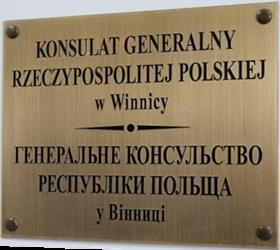 KONSULAT GENERALNY
RZECZYPOSPOLITEJ POLSKIEJ
w Winnicy
ГЕНЕРАЛЬНЕ КОНСУЛЬСТВО
РЕСПУБЛІКИ ПОЛЬЩА
у Вінниці